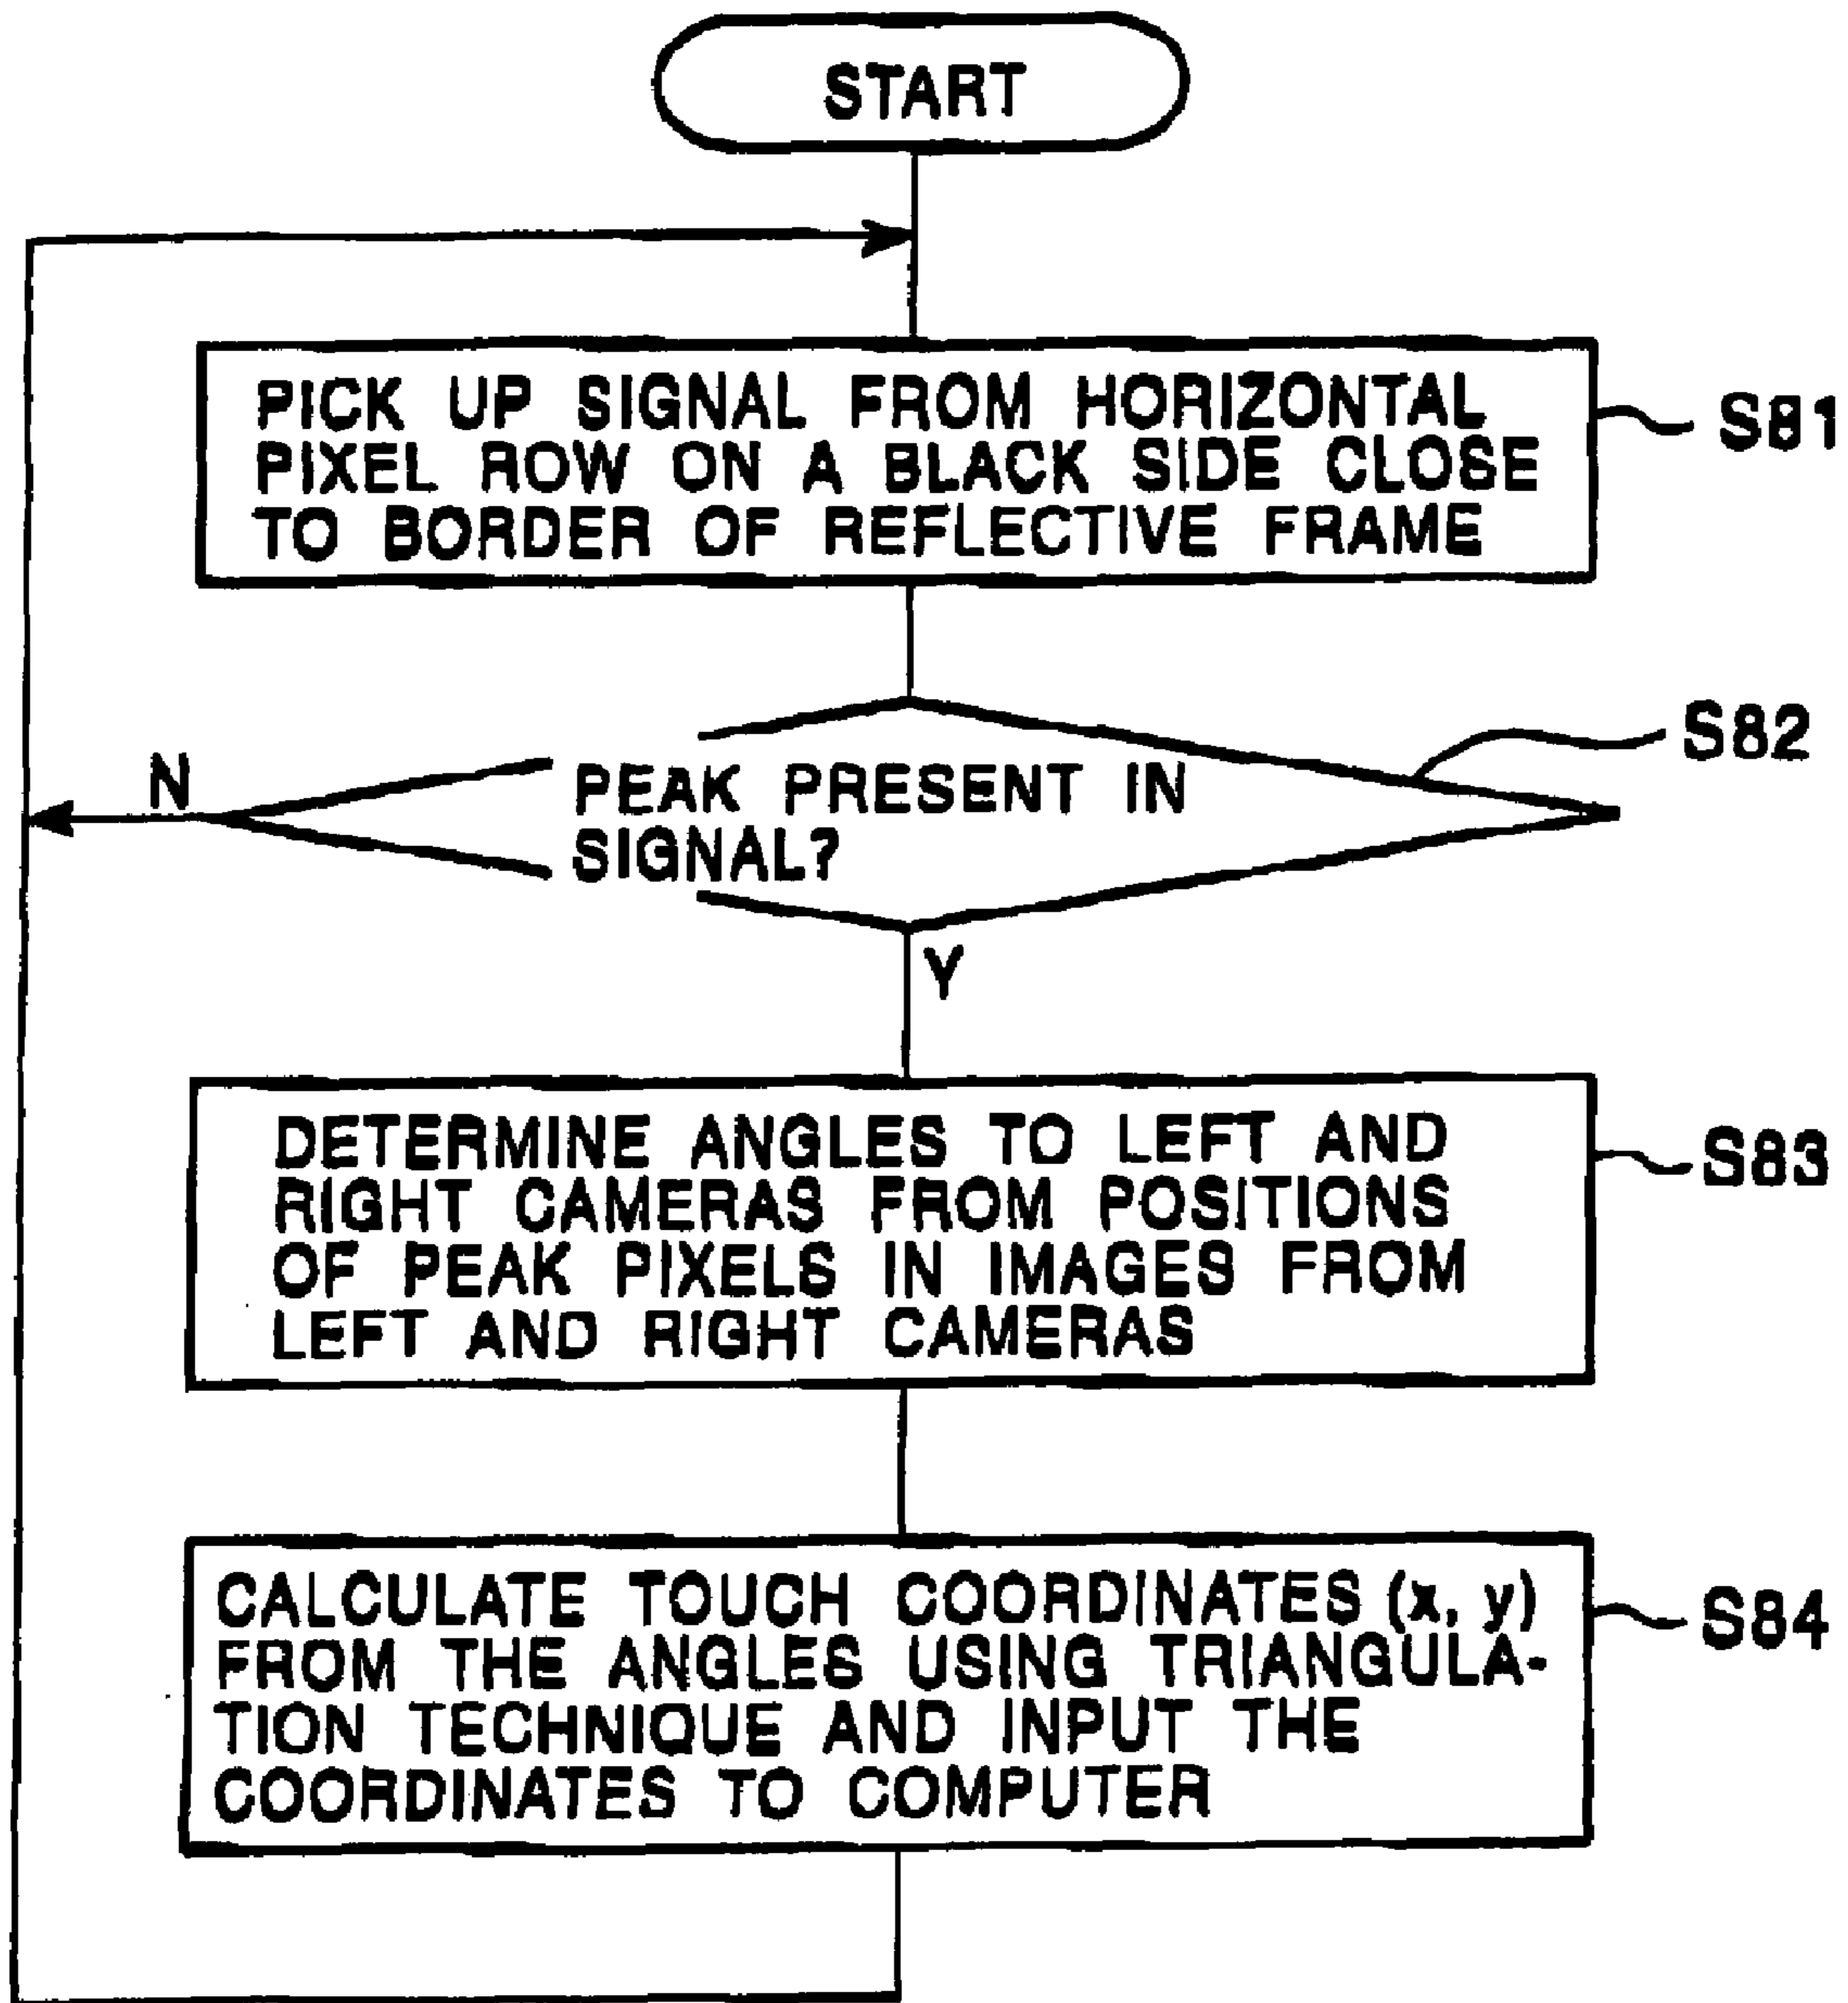 START
PICK UP SIGNAL FROM HORIZONTAL
PIXEL ROW ON A BLACK SIDE CLOSE
TO BORDER OF REFLECTIVE FRAME
S81
S82
N
PEAK PRESENT IN
SIGNAL?
Y
DETERMINE ANGLES TO LEFT AND
RIGHT CAMERAS FROM POSITIONS
OF PEAK PIXELS IN IMAGES FROM
LEFT AND RIGHT CAMERAS
S83
CALCULATE TOUCH COORDINATES (x, y)
FROM THE ANGLES USING TRIANGULA-
TION TECHNIQUE AND INPUT THE
COORDINATES TO COMPUTER
S84